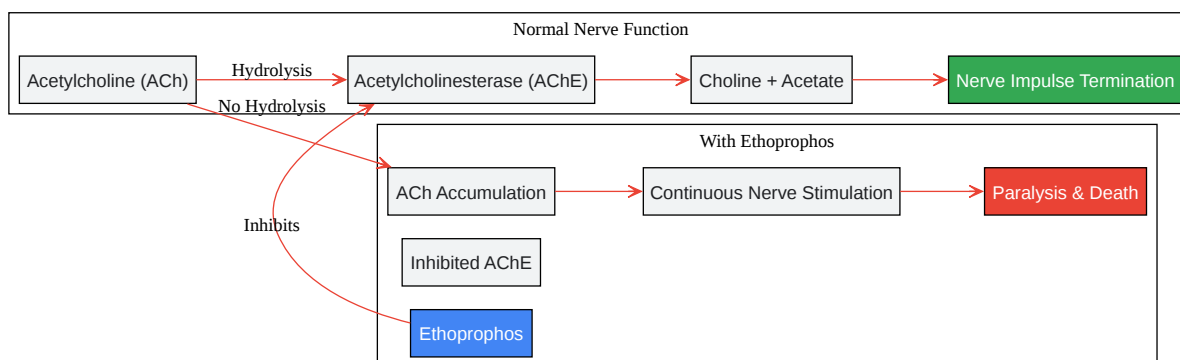 Normal Nerve Function
Acetylcholine (ACh)
Hydrolysis
Acetylcholinesterase (AChE)
Choline + Acetate
Nerve Impulse Termination
No Hydrolysis
With Ethoprophos
ACh Accumulation
Continuous Nerve Stimulation
Paralysis & Death
Inhibits
Inhibited AChE
Ethoprophos